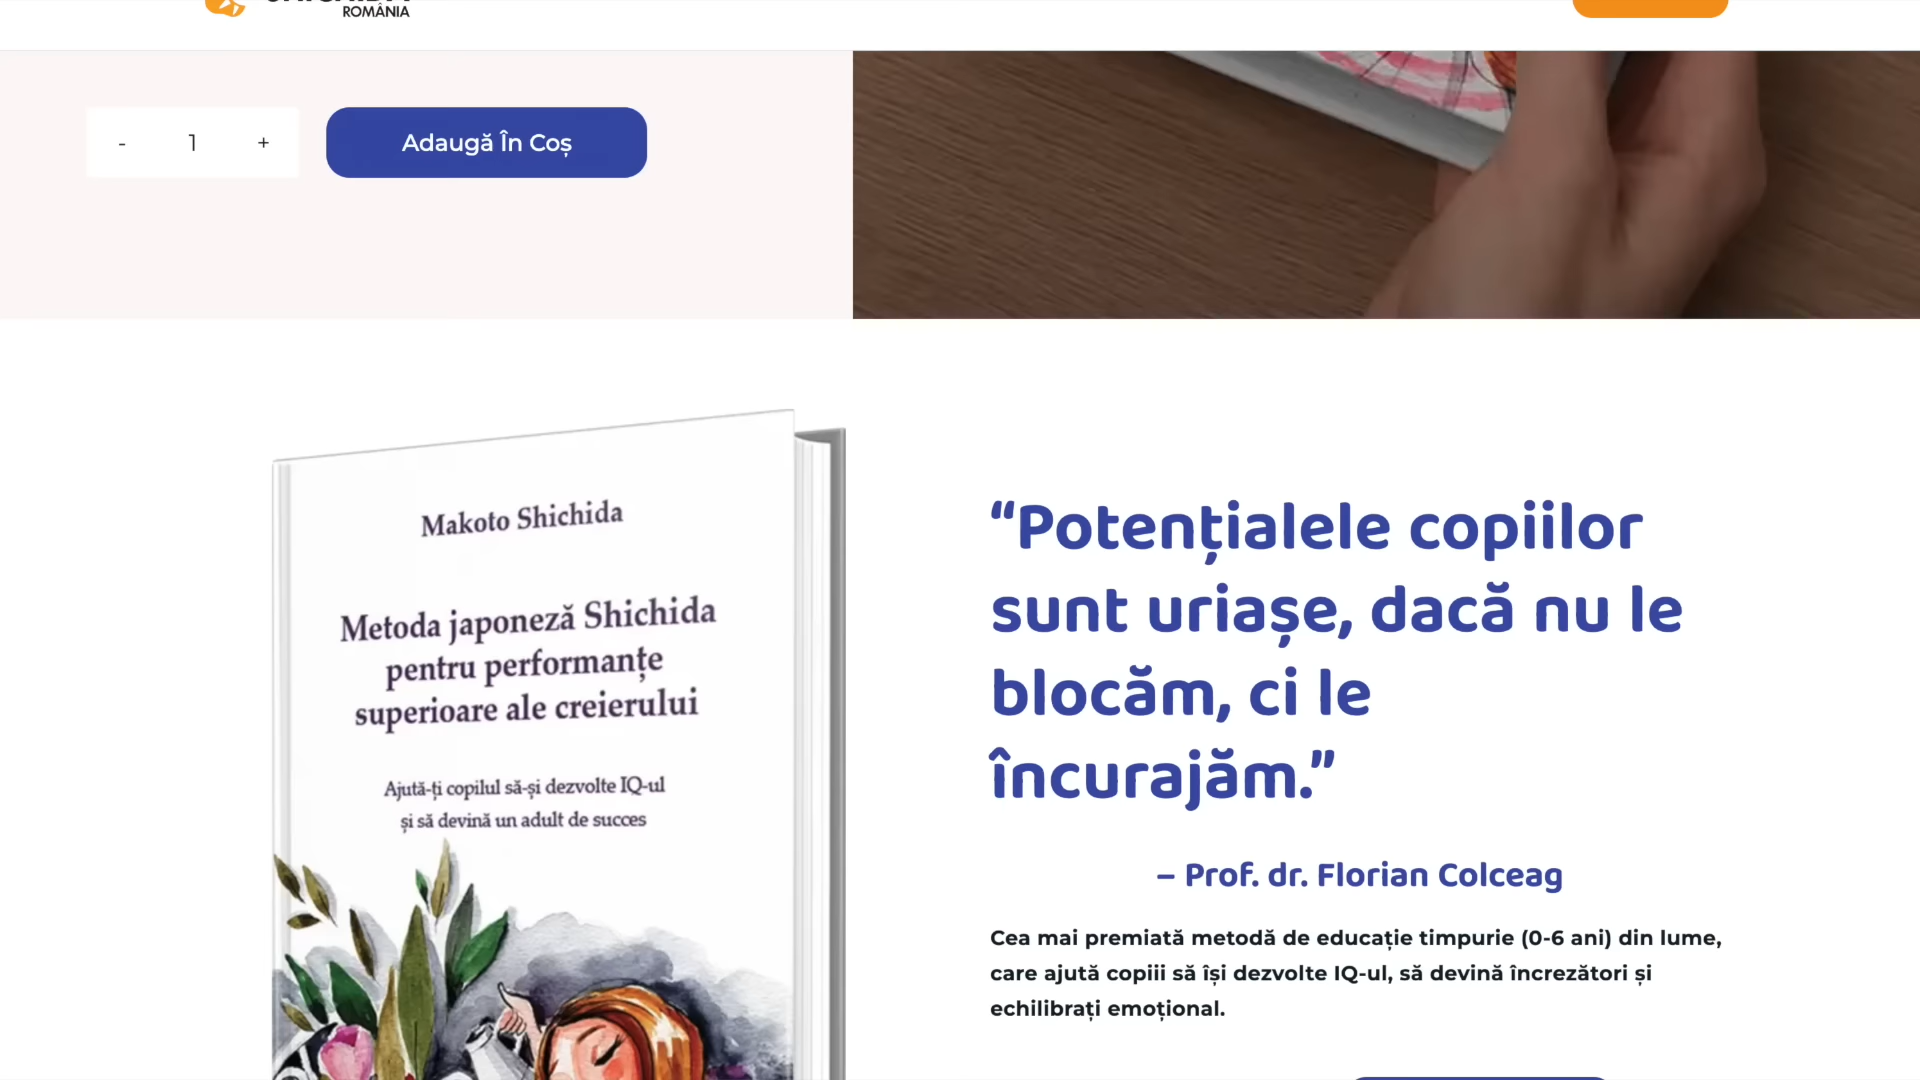 ROMÂNIA
- 1 +
Adaugă În Coș
Makoto Shichida
Metoda japoneză Shichida
pentru performanțe
superioare ale creierului
Ajută-ți copilul să-și dezvolte IQ-ul
și să devină un adult de succes
“Potențialele copiilor
sunt uriașe, dacă nu le
blocăm, ci le
încurajăm.”
– Prof. dr. Florian Colceag
Cea mai premiată metodă de educație timpurie (0-6 ani) din lume,
care ajută copiii să își dezvolte IQ-ul, să devină încrezători și
echilibrați emoțional.